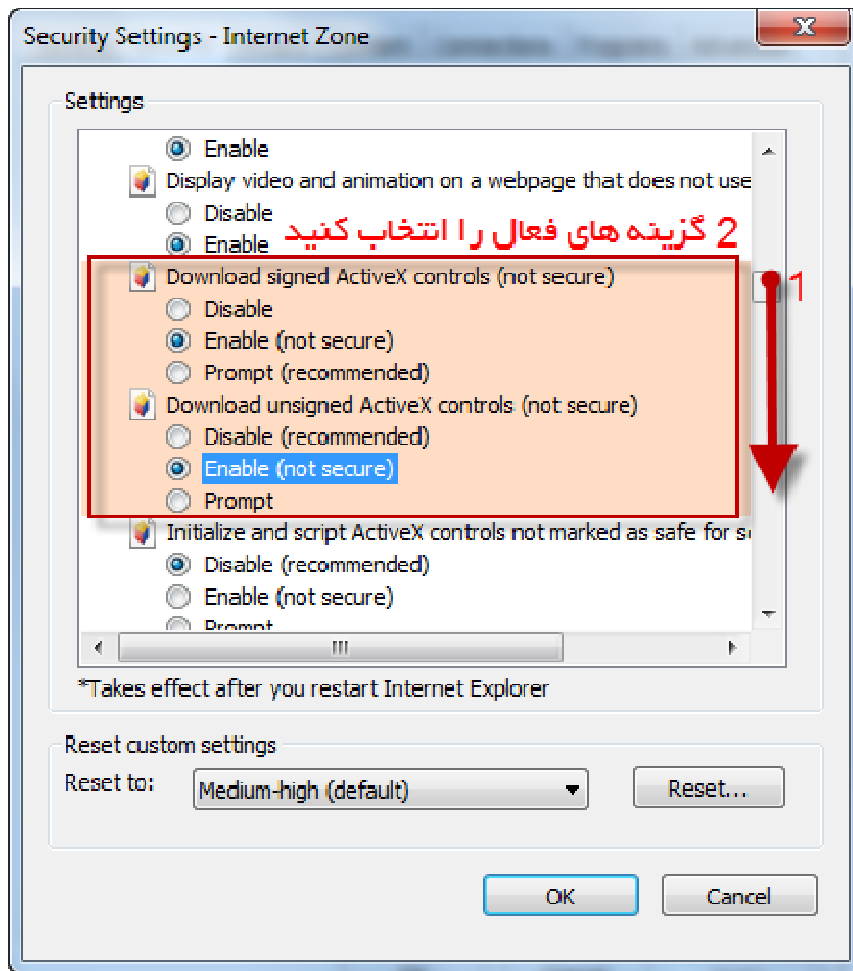 Security Settings - Internet Zone
Settings
Enable
Display video and animation on a webpage that does not use
Disable
Enable
2 گزینه های فعال را انتخاب کنید
Download signed ActiveX controls (not secure)
1
Disable
Enable (not secure)
Prompt (recommended)
Download unsigned ActiveX controls (not secure)
Disable (recommended)
Enable (not secure)
Prompt
Initialize and script ActiveX controls not marked as safe for s
Disable (recommended)
Enable (not secure)
Prompt
*Takes effect after you restart Internet Explorer
Reset custom settings
Reset to:
Medium-high (default)
Reset...
OK
Cancel